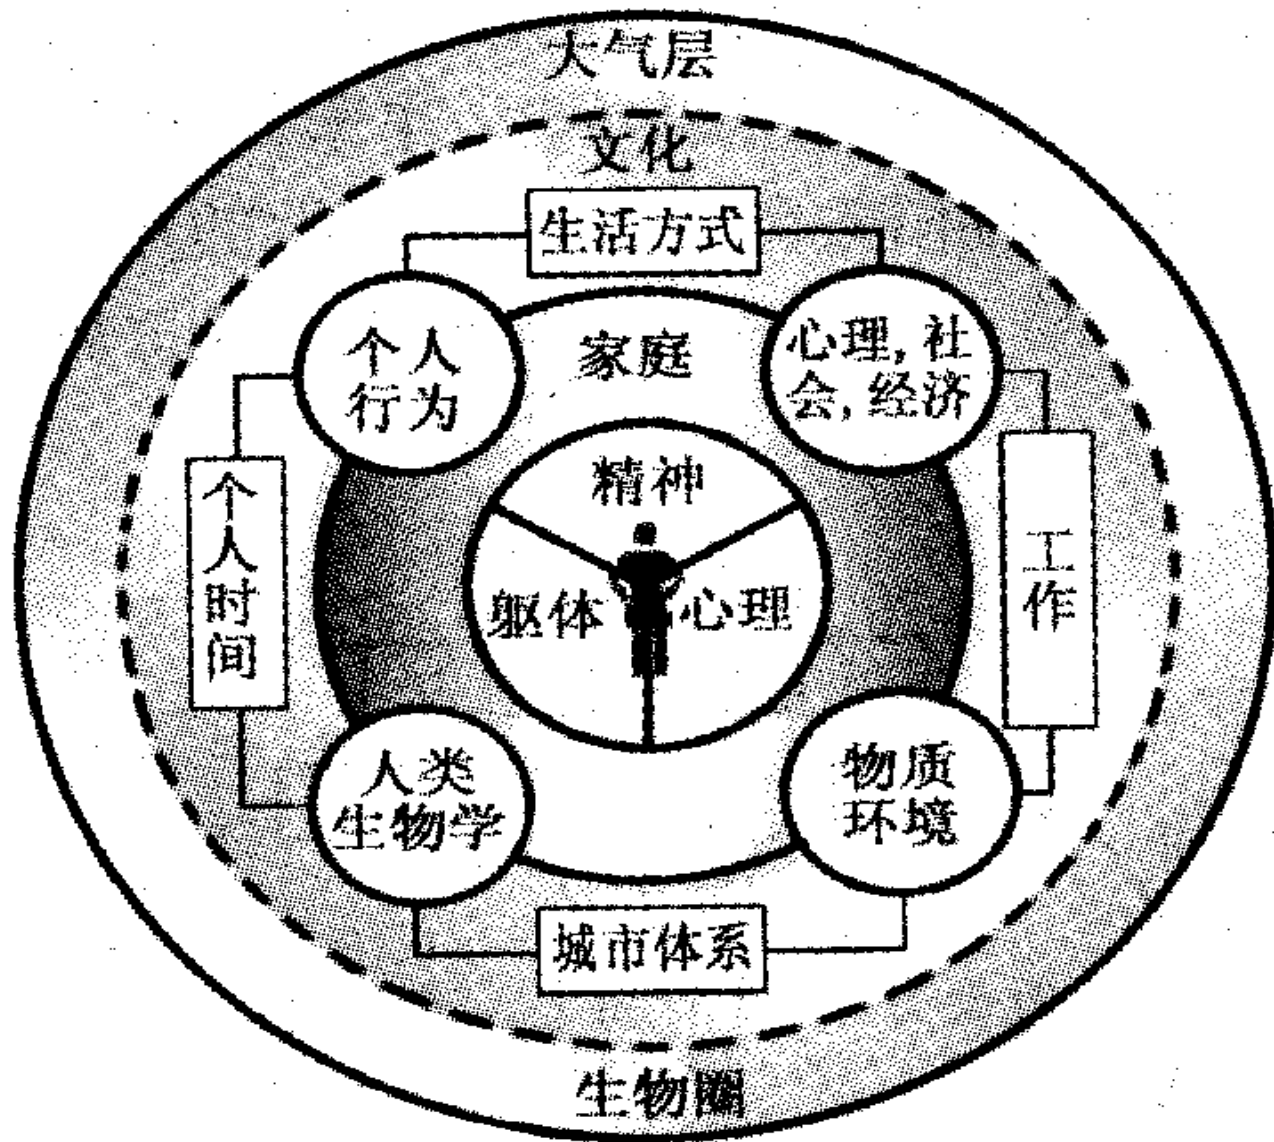 大气层
文化
生活方式
个人
行为
家庭
心理, 社
会, 经济
精神
个人时间
躯体
心理
工作
人类
生物学
物质
环境
城市体系
生物圈